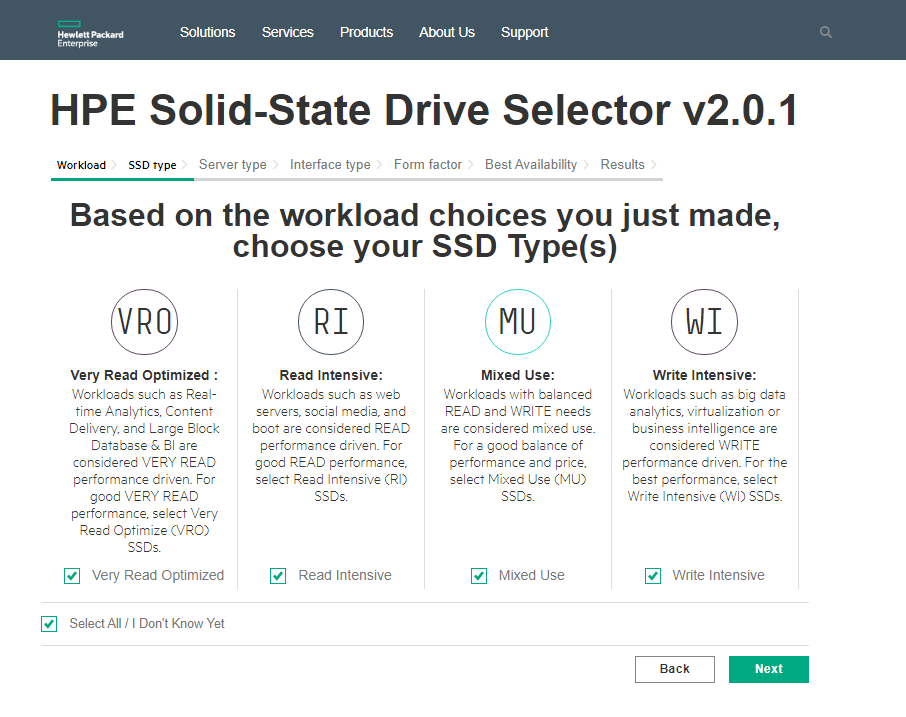 Hewlett Packard
Enterprise
Solutions Services Products About Us Support
HPE Solid-State Drive Selector v2.0.1
Workload SSD type Server type Interface type Form factor Best Availability Results
Based on the workload choices you just made,
choose your SSD Type(s)
VRO
Very Read Optimized :
Workloads such as Real-
time Analytics, Content
Delivery, and Large Block
Database & BI are
considered VERY READ
performance driven. For
good VERY READ
performance, select Very
Read Optimize (VRO)
SSDs.
Very Read Optimized
RI
Read Intensive:
Workloads such as web
servers, social media, and
boot are considered READ
performance driven. For
good READ performance,
select Read Intensive (RI)
SSDs.
Read Intensive
MU
Mixed Use:
Workloads with balanced
READ and WRITE needs
are considered mixed use.
For a good balance of
performance and price,
select Mixed Use (MU)
SSDs.
Mixed Use
WI
Write Intensive:
Workloads such as big data
analytics, virtualization or
business intelligence are
considered WRITE
performance driven. For the
best performance, select
Write Intensive (WI) SSDs.
Write Intensive
Select All / I Don't Know Yet
Back
Next